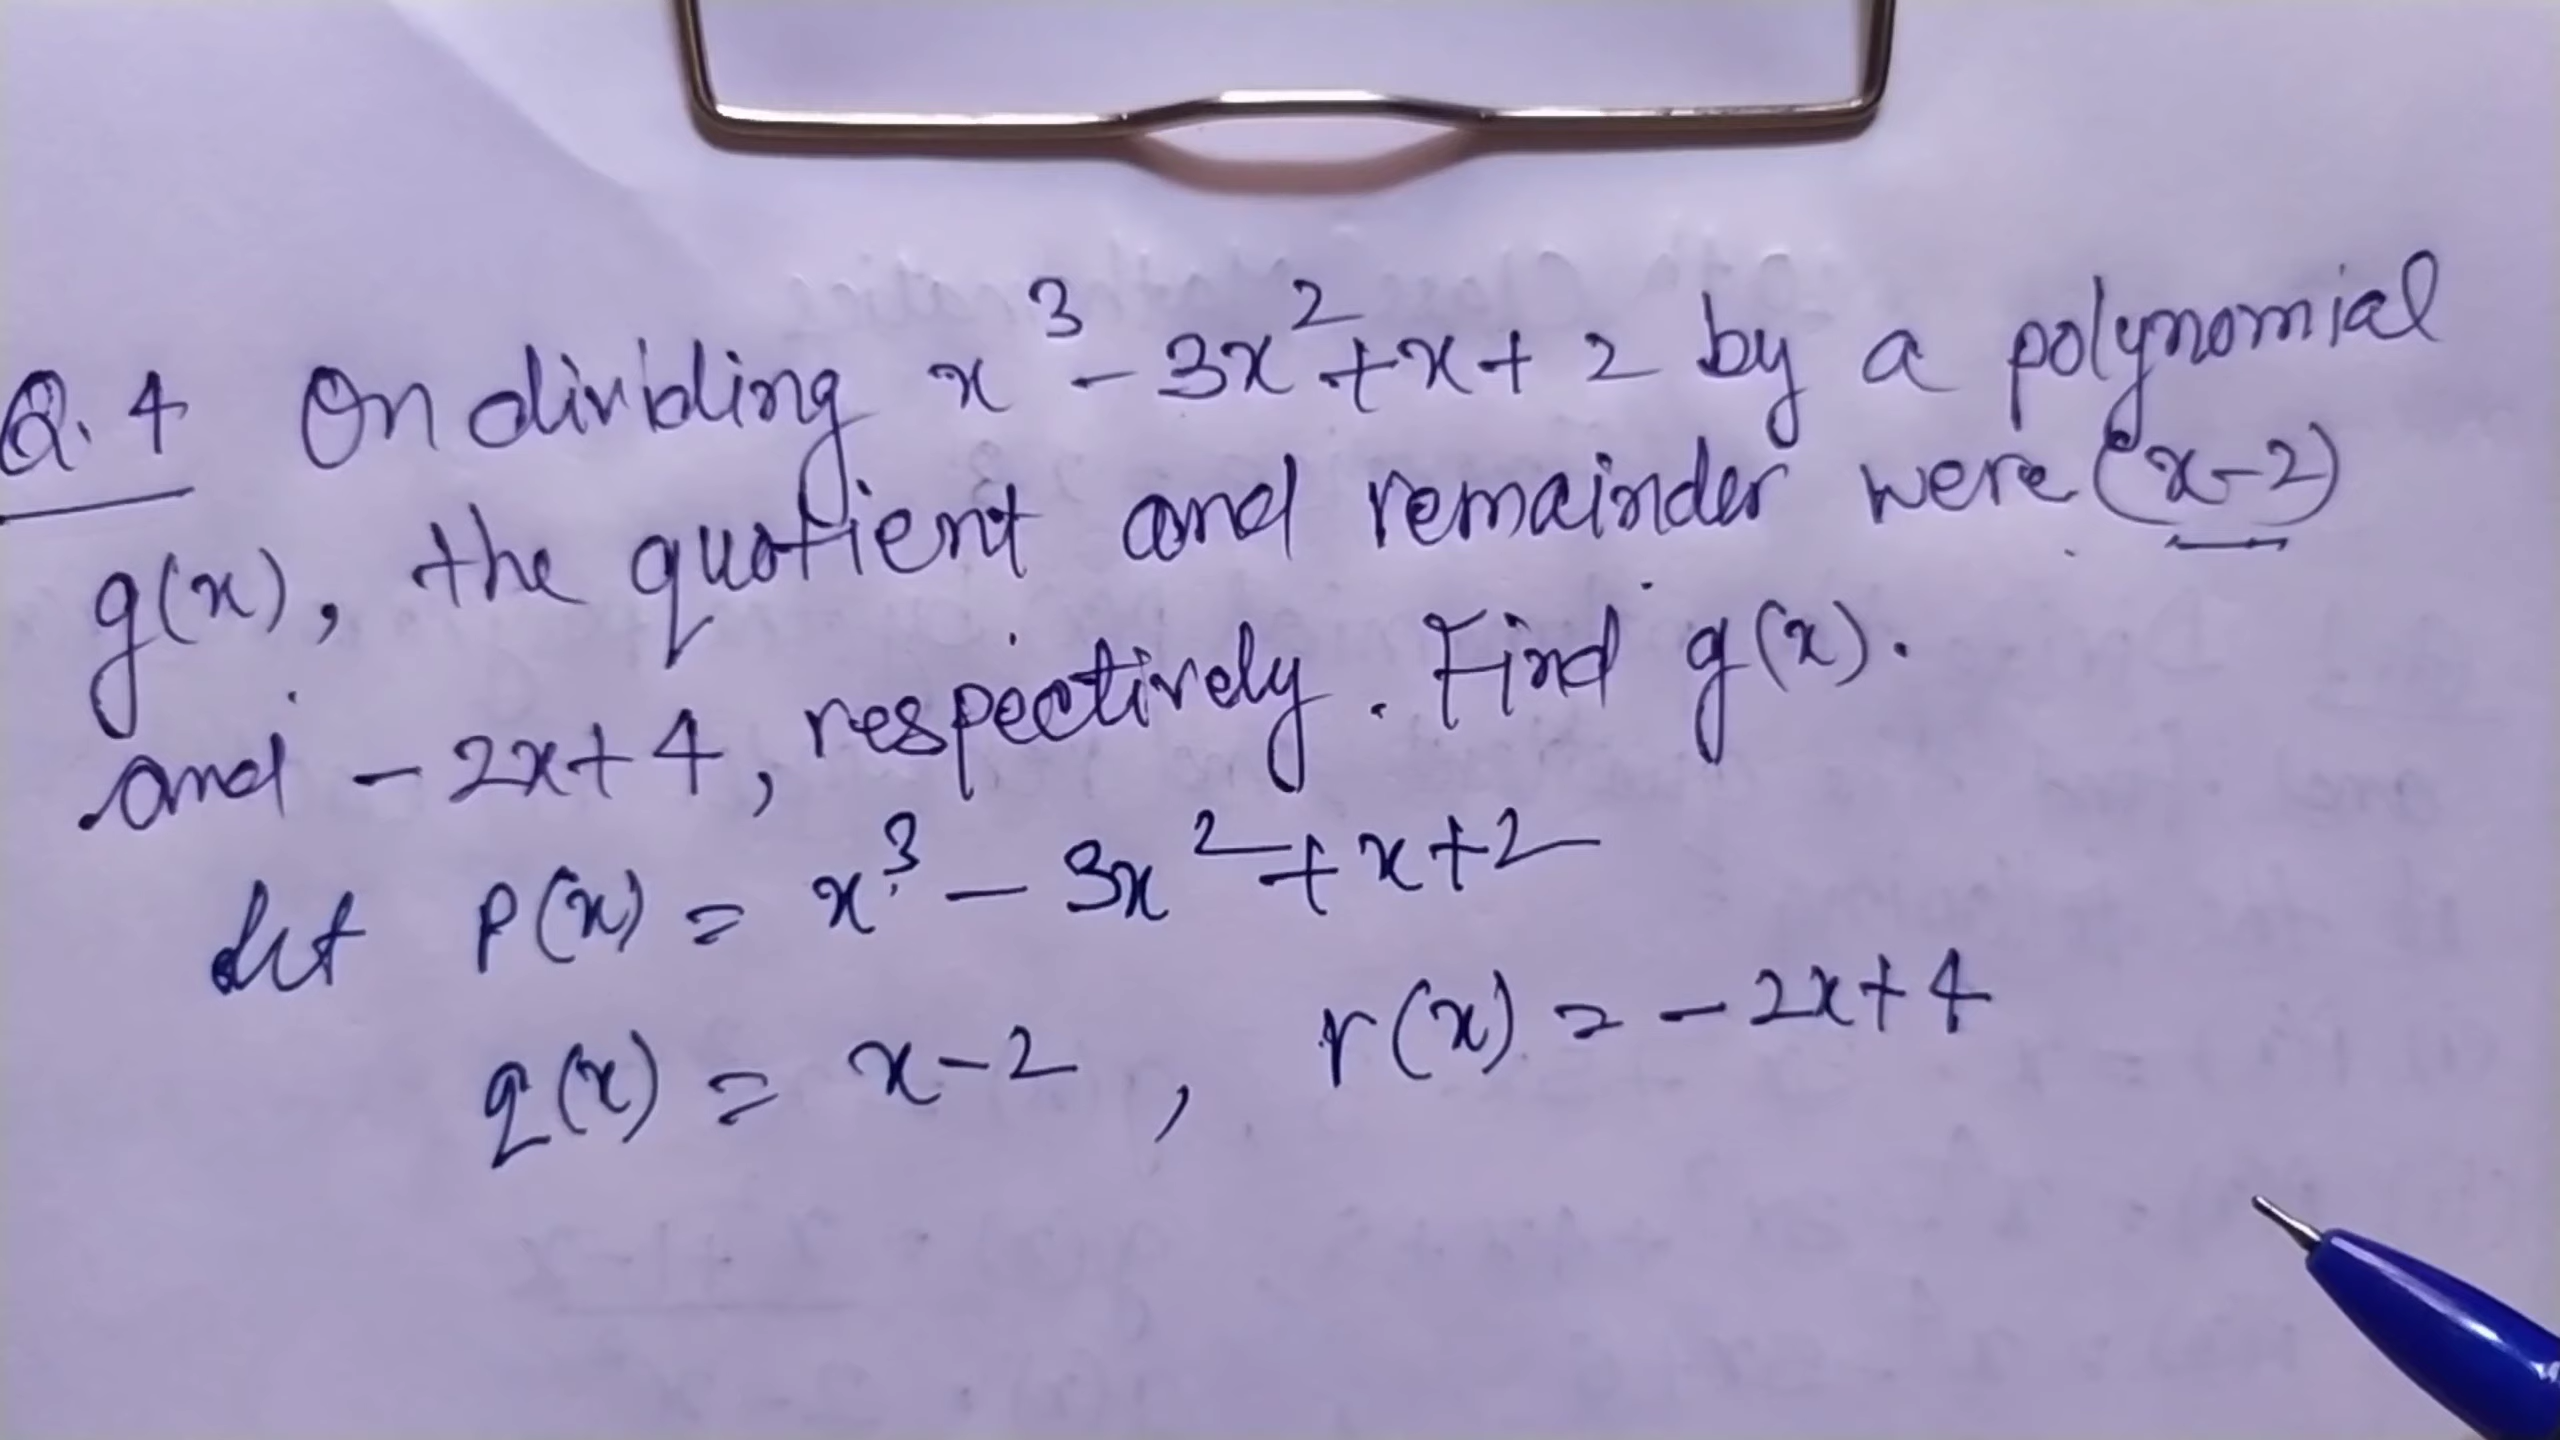 Q.4 On dividing x³ - 3x² + x + 2 by a polynomial
g(x), the quotient and remainder were (x-2)
and - 2x + 4, respectively. Find g(x).
Let P(x) = x³ - 3x² + x + 2
q(x) = x - 2 , r(x) = - 2x + 4